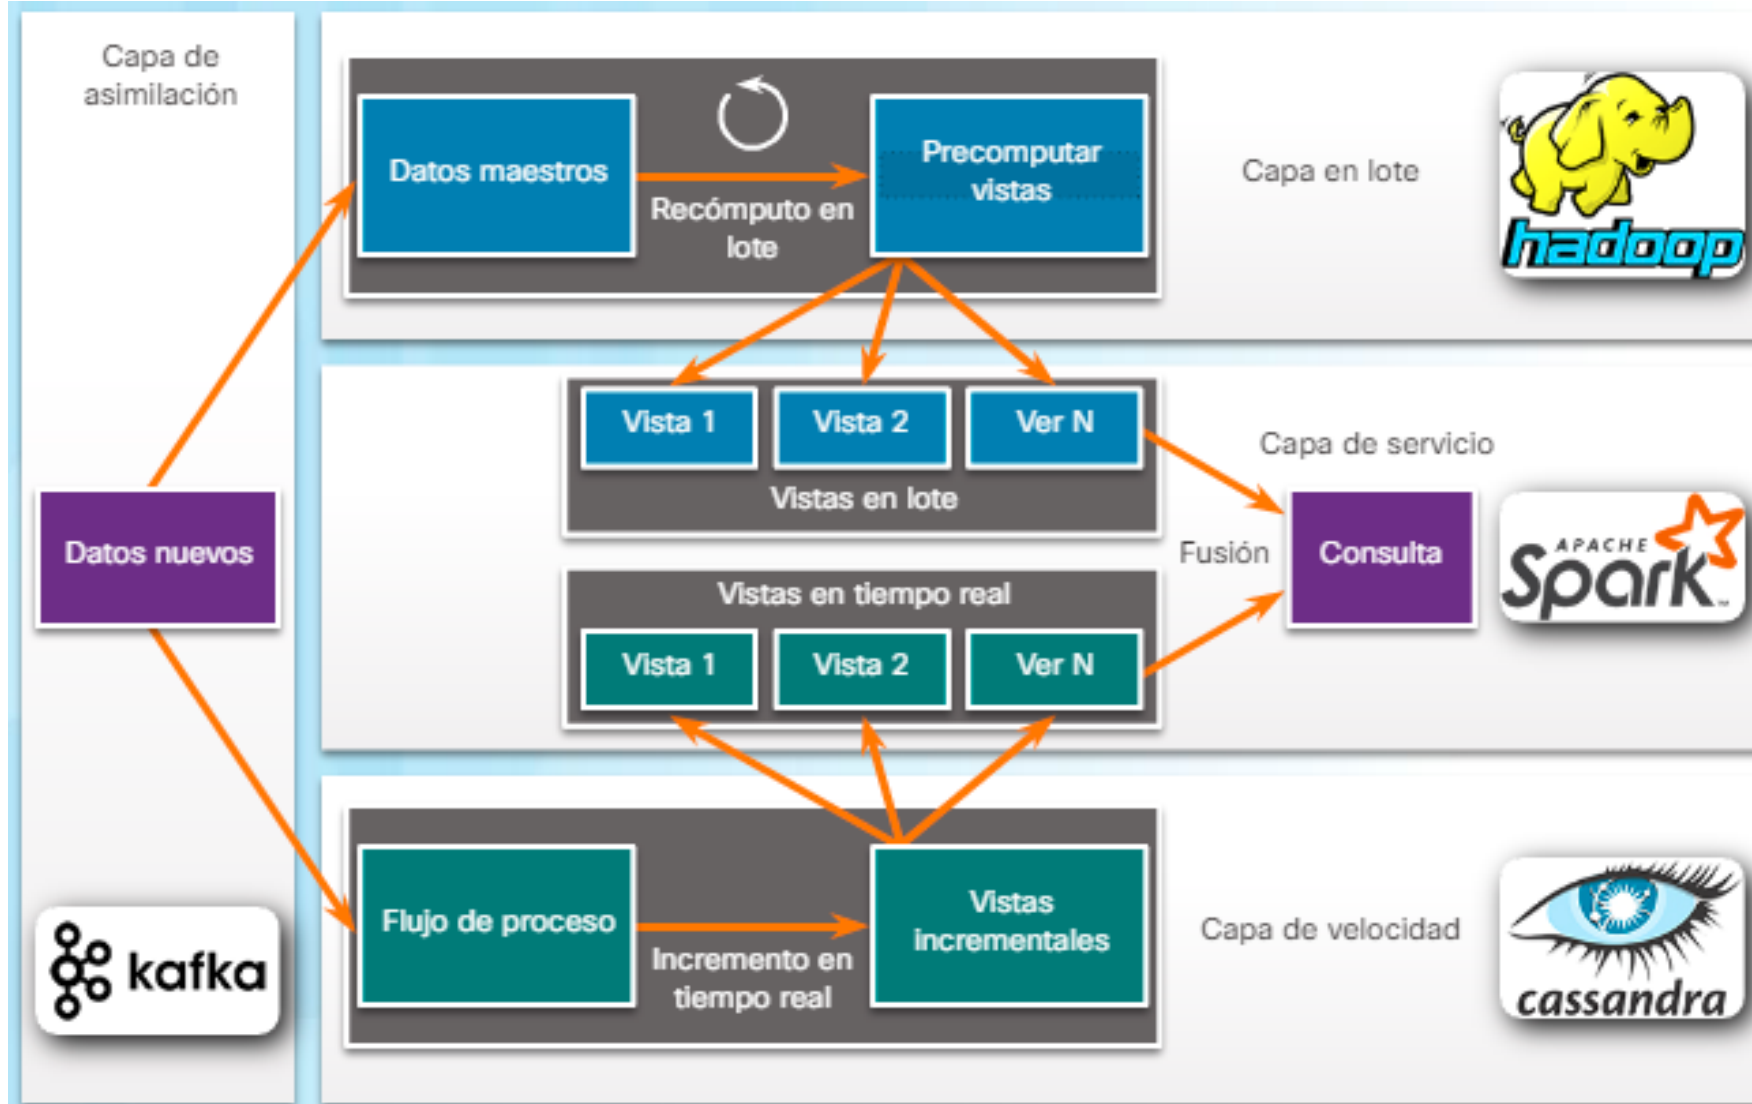 Capa de
asimilación
Datos nuevos
kafka
Datos maestros
Recómputo en
lote
Precomputar
vistas
Capa en lote
hadoop
Vista 1
Vista 2
Ver N
Vistas en lote
Capa de servicio
Fusión
Consulta
APACHE
Spark™
Vistas en tiempo real
Vista 1
Vista 2
Ver N
Flujo de proceso
Incremento en
tiempo real
Vistas
incrementales
Capa de velocidad
cassandra